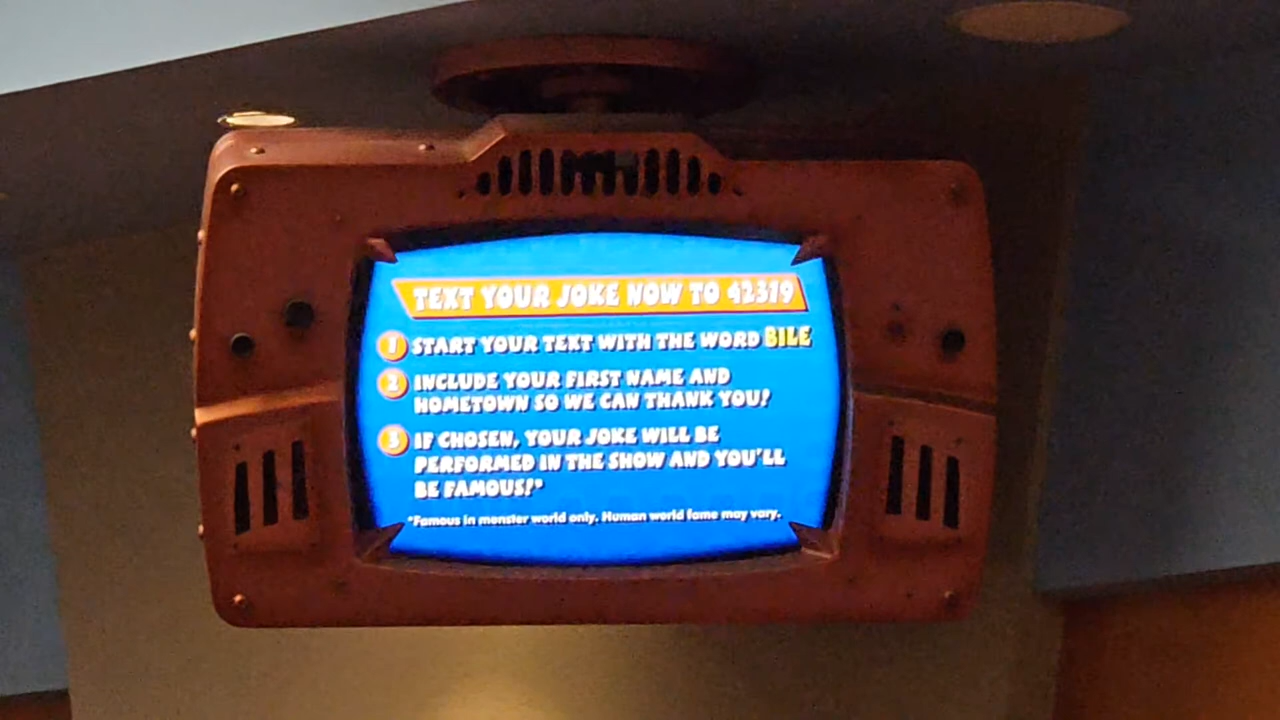 TEXT YOUR JOKE NOW TO 42319
1 START YOUR TEXT WITH THE WORD BILE
2 INCLUDE YOUR FIRST NAME AND
HOMETOWN SO WE CAN THANK YOU!
3 IF CHOSEN, YOUR JOKE WILL BE
PERFORMED IN THE SHOW AND YOU'LL
BE FAMOUS!*
*Famous in monster world only. Human world fame may vary.